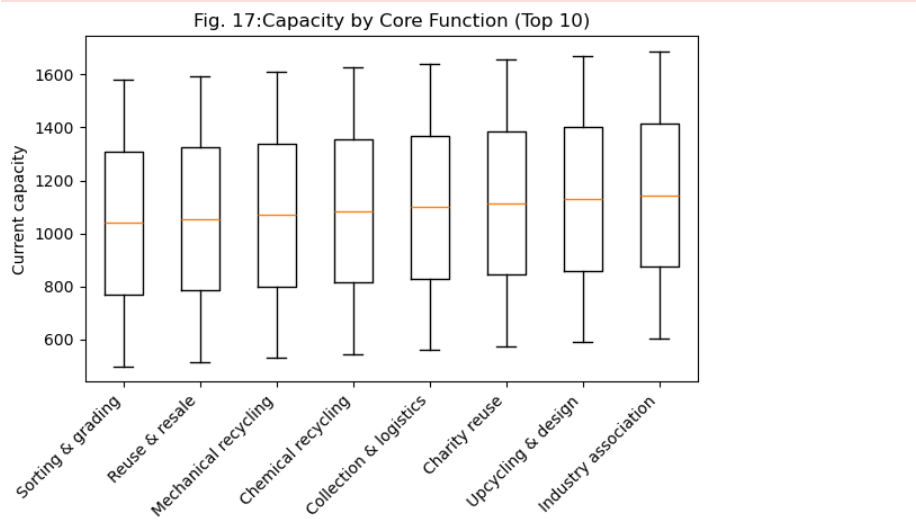 Fig. 17:Capacity by Core Function (Top 10)
Current capacity
1600
1400
1200
1000
800
600
Sorting & grading
Reuse & resale
Mechanical recycling
Chemical recycling
Collection & logistics
Charity reuse
Upcycling & design
Industry association